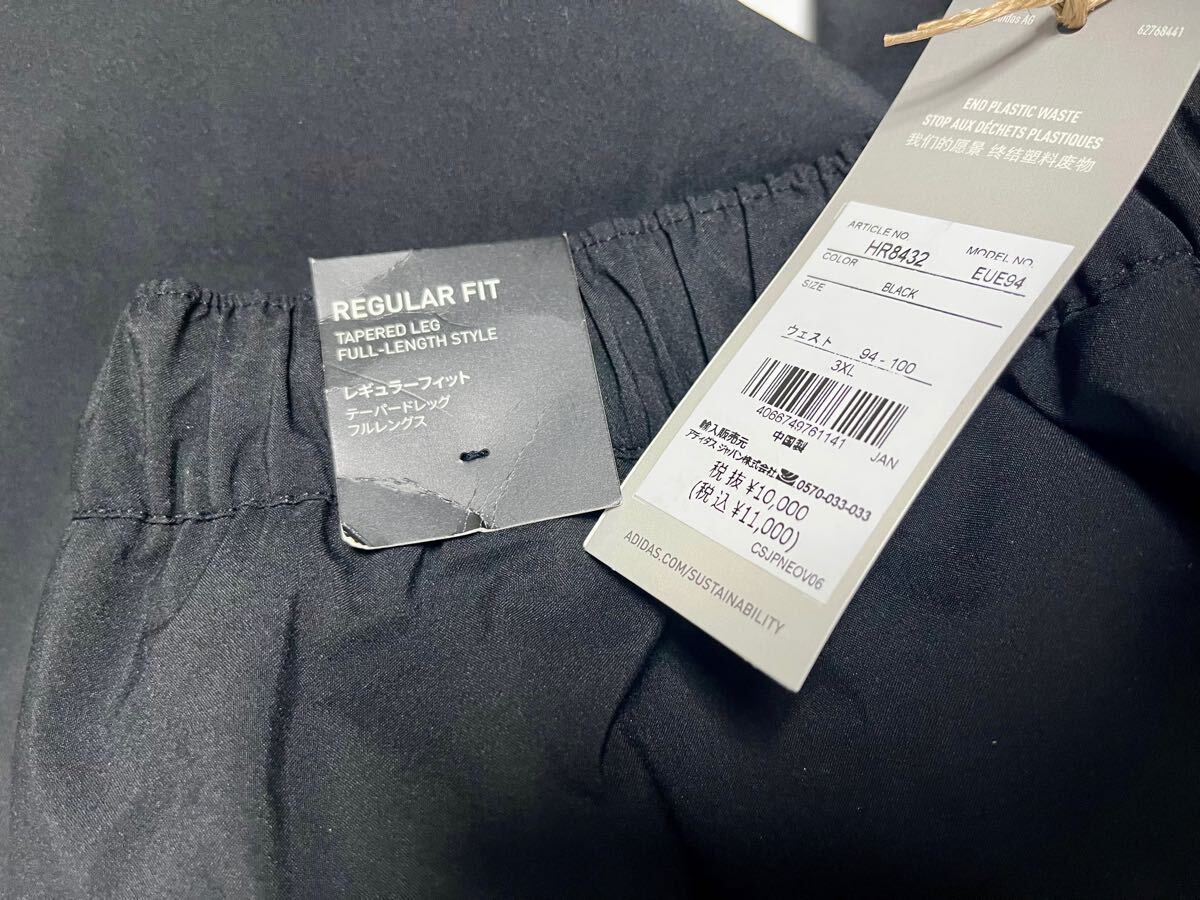 REGULAR FIT
TAPERED LEG
FULL-LENGTH STYLE
レギュラーフィット
テーパードレッグ
フルレングス
AG
62768441
END PLASTIC WASTE
STOP AUX DÉCHETS PLASTIQUES
我们的愿景 终结塑料废物
ARTICLE NO. MODEL NO.
HR8432 EUE94
COLOR BLACK
SIZE
ウェスト 94-100
3XL
4066749761141 JAN
輸入販売元 中国製
アディダス ジャパン株式会社 0570-033-033
税抜 ¥10,000
(税込 ¥11,000)
CSJPNEOV06
ADIDAS.COM/SUSTAINABILITY